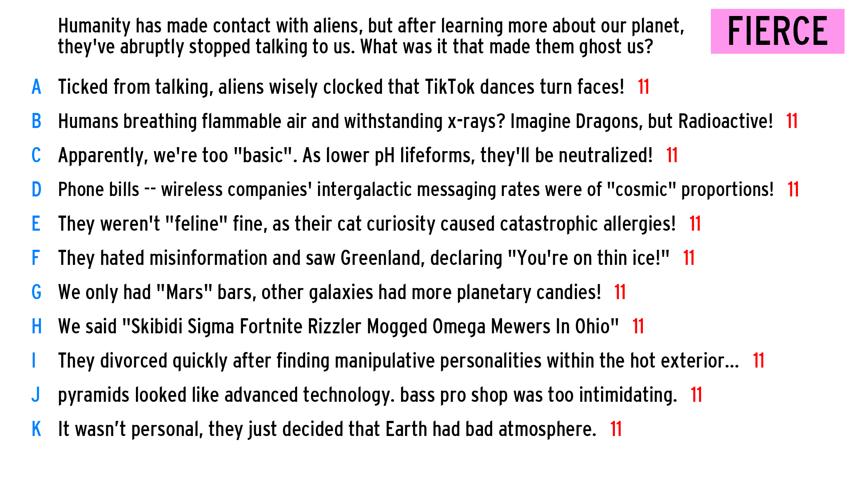 Humanity has made contact with aliens, but after learning more about our planet,
they've abruptly stopped talking to us. What was it that made them ghost us?
FIERCE
A Ticked from talking, aliens wisely clocked that TikTok dances turn faces! 11
B Humans breathing flammable air and withstanding x-rays? Imagine Dragons, but Radioactive! 11
C Apparently, we're too "basic". As lower pH lifeforms, they'll be neutralized! 11
D Phone bills -- wireless companies' intergalactic messaging rates were of "cosmic" proportions! 11
E They weren't "feline" fine, as their cat curiosity caused catastrophic allergies! 11
F They hated misinformation and saw Greenland, declaring "You're on thin ice!" 11
G We only had "Mars" bars, other galaxies had more planetary candies! 11
H We said "Skibidi Sigma Fortnite Rizzler Mogged Omega Mewers In Ohio" 11
I They divorced quickly after finding manipulative personalities within the hot exterior... 11
J pyramids looked like advanced technology. bass pro shop was too intimidating. 11
K It wasn’t personal, they just decided that Earth had bad atmosphere. 11